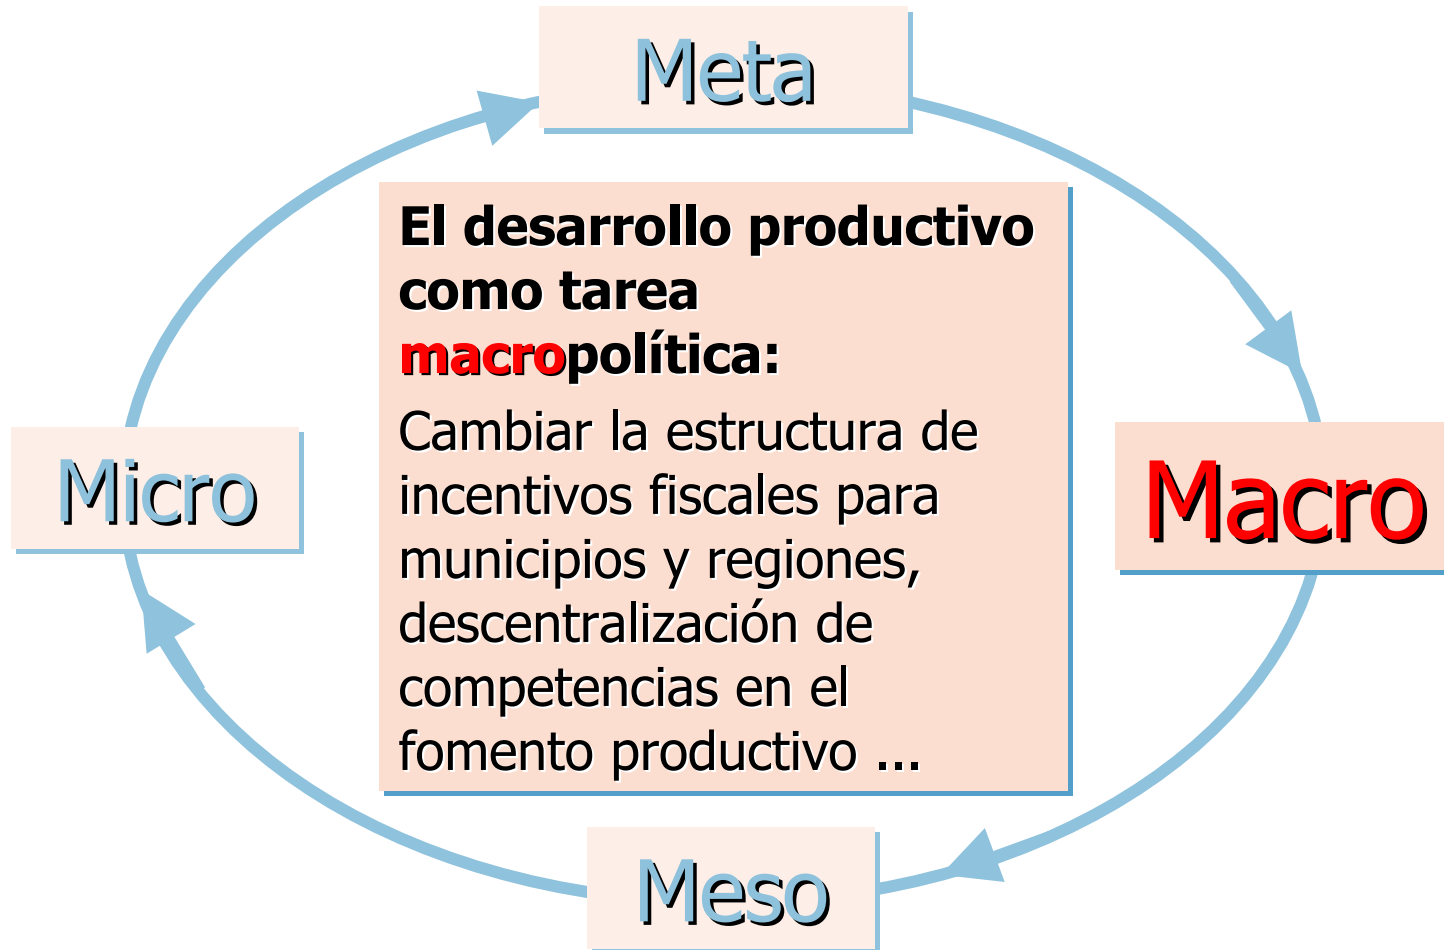 Meta
El desarrollo productivo
como tarea
macropolítica:
Cambiar la estructura de
incentivos fiscales para
municipios y regiones,
descentralización de
competencias en el
fomento productivo ...
Micro
Macro
Meso